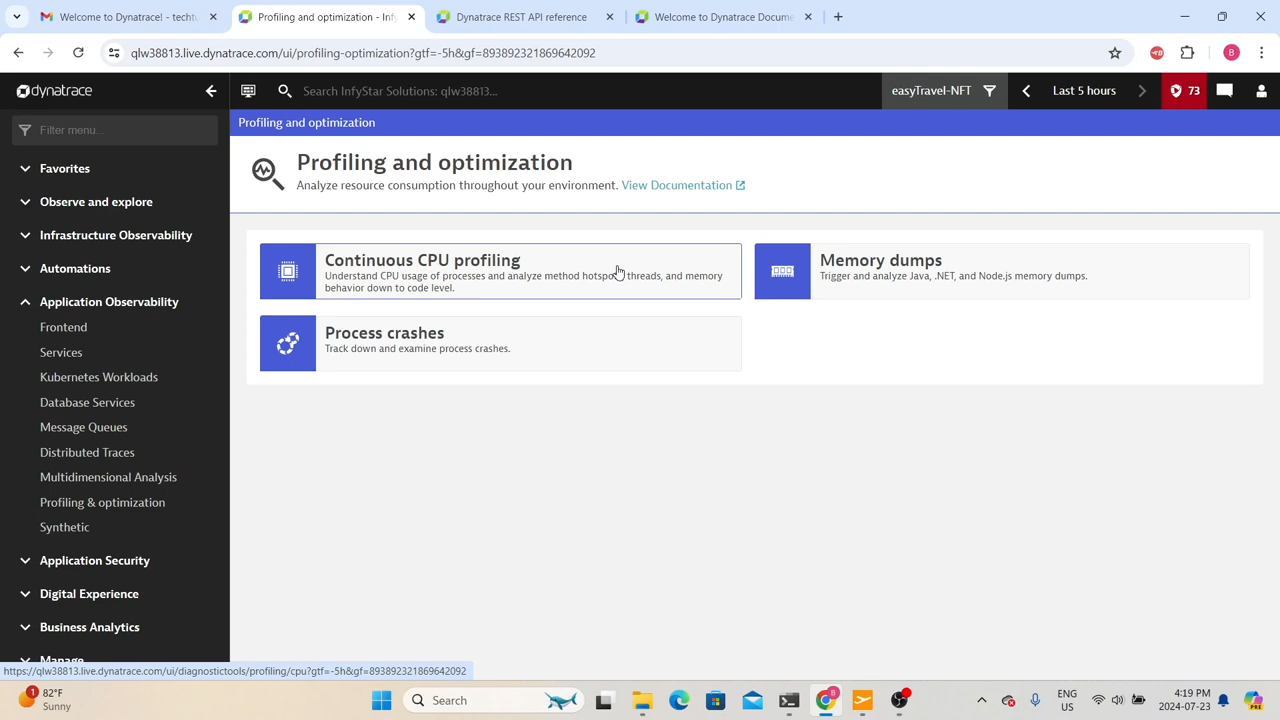 Welcome to Dynatrace! - techtu
Profiling and optimization - Infy
Dynatrace REST API reference
Welcome to Dynatrace Docume
qlw38813.live.dynatrace.com/ui/profiling-optimization?gtf=-5h&gf=893892321869642092
B
dynatrace
Search InfyStar Solutions: qlw38813...
easyTravel-NFT
Last 5 hours
73
Filter menu...
Profiling and optimization
Profiling and optimization
Analyze resource consumption throughout your environment. View Documentation
Favorites
Observe and explore
Infrastructure Observability
Automations
Application Observability
Frontend
Services
Kubernetes Workloads
Database Services
Message Queues
Distributed Traces
Multidimensional Analysis
Profiling & optimization
Synthetic
Application Security
Digital Experience
Business Analytics
Manage
Continuous CPU profiling
Understand CPU usage of processes and analyze method hotspots, threads, and memory
behavior down to code level.
Memory dumps
Trigger and analyze Java, .NET, and Node.js memory dumps.
Process crashes
Track down and examine process crashes.
https://qlw38813.live.dynatrace.com/ui/diagnostictools/profiling/cpu?gtf=-5h&gf=893892321869642092
1
82°F
Sunny
Search
B
ENG
US
4:19 PM
2024-07-23
PRE